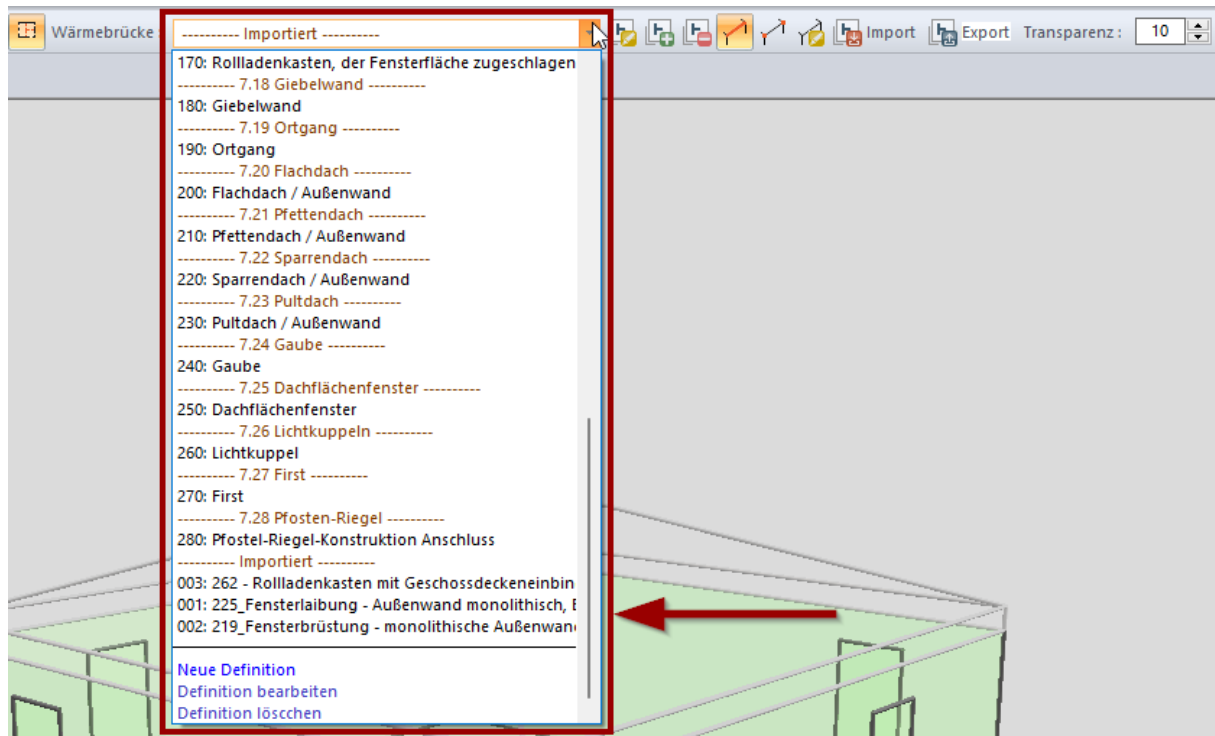 Wärmebrücke :
---------- Importiert ----------
Import
Export
Transparenz :
10
170: Rollladenkasten, der Fensterfläche zugeschlagen
---------- 7.18 Giebelwand ----------
180: Giebelwand
---------- 7.19 Ortgang ----------
190: Ortgang
---------- 7.20 Flachdach ----------
200: Flachdach / Außenwand
---------- 7.21 Pfettendach ----------
210: Pfettendach / Außenwand
---------- 7.22 Sparrendach ----------
220: Sparrendach / Außenwand
---------- 7.23 Pultdach ----------
230: Pultdach / Außenwand
---------- 7.24 Gaube ----------
240: Gaube
---------- 7.25 Dachflächenfenster ----------
250: Dachflächenfenster
---------- 7.26 Lichtkuppeln ----------
260: Lichtkuppel
---------- 7.27 First ----------
270: First
---------- 7.28 Pfosten-Riegel ----------
280: Pfostel-Riegel-Konstruktion Anschluss
---------- Importiert ----------
003: 262 - Rollladenkasten mit Geschossdeckeneinbin
001: 225_Fensterlaibung - Außenwand monolithisch,
002: 219_Fensterbrüstung - monolithische Außenwan
Neue Definition
Definition bearbeiten
Definition löscchen